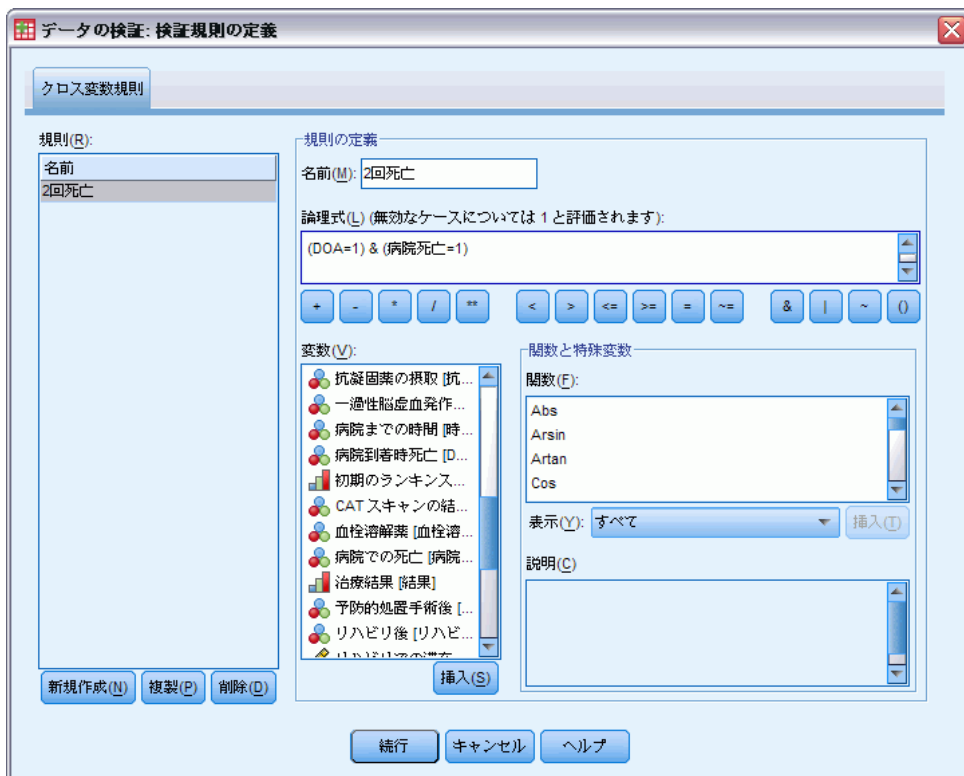 データの検証: 検証規則の定義
クロス変数規則
規則(R):
名前
2回死亡
新規作成(N) 複製(P) 削除(D)
規則の定義
名前(M): 2回死亡
論理式(L) (無効なケースについては 1 と評価されます):
(DOA=1) & (病院死亡=1)
+ - * / ** < > <= >= = ~= & | ~ ()
変数(V):
抗凝固薬の摂取 [抗...
一過性脳虚血発作...
病院までの時間 [時...
病院到着時死亡 [D...
初期のランキンス...
CAT スキャンの結...
血栓溶解薬 [血栓溶...
病院での死亡 [病院...
治療結果 [結果]
予防的処置手術後 [...
リハビリ後 [リハビ...
挿入(S)
関数と特殊変数
関数(F):
Abs
Arsin
Artan
Cos
表示(Y): すべて 挿入(T)
説明(C)
続行 キャンセル ヘルプ